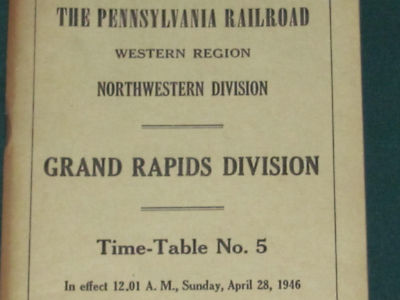 THE PENNSYLVANIA RAILROAD
WESTERN REGION
NORTHWESTERN DIVISION
GRAND RAPIDS DIVISION
Time-Table No. 5
In effect 12.01 A. M., Sunday, April 28, 1946